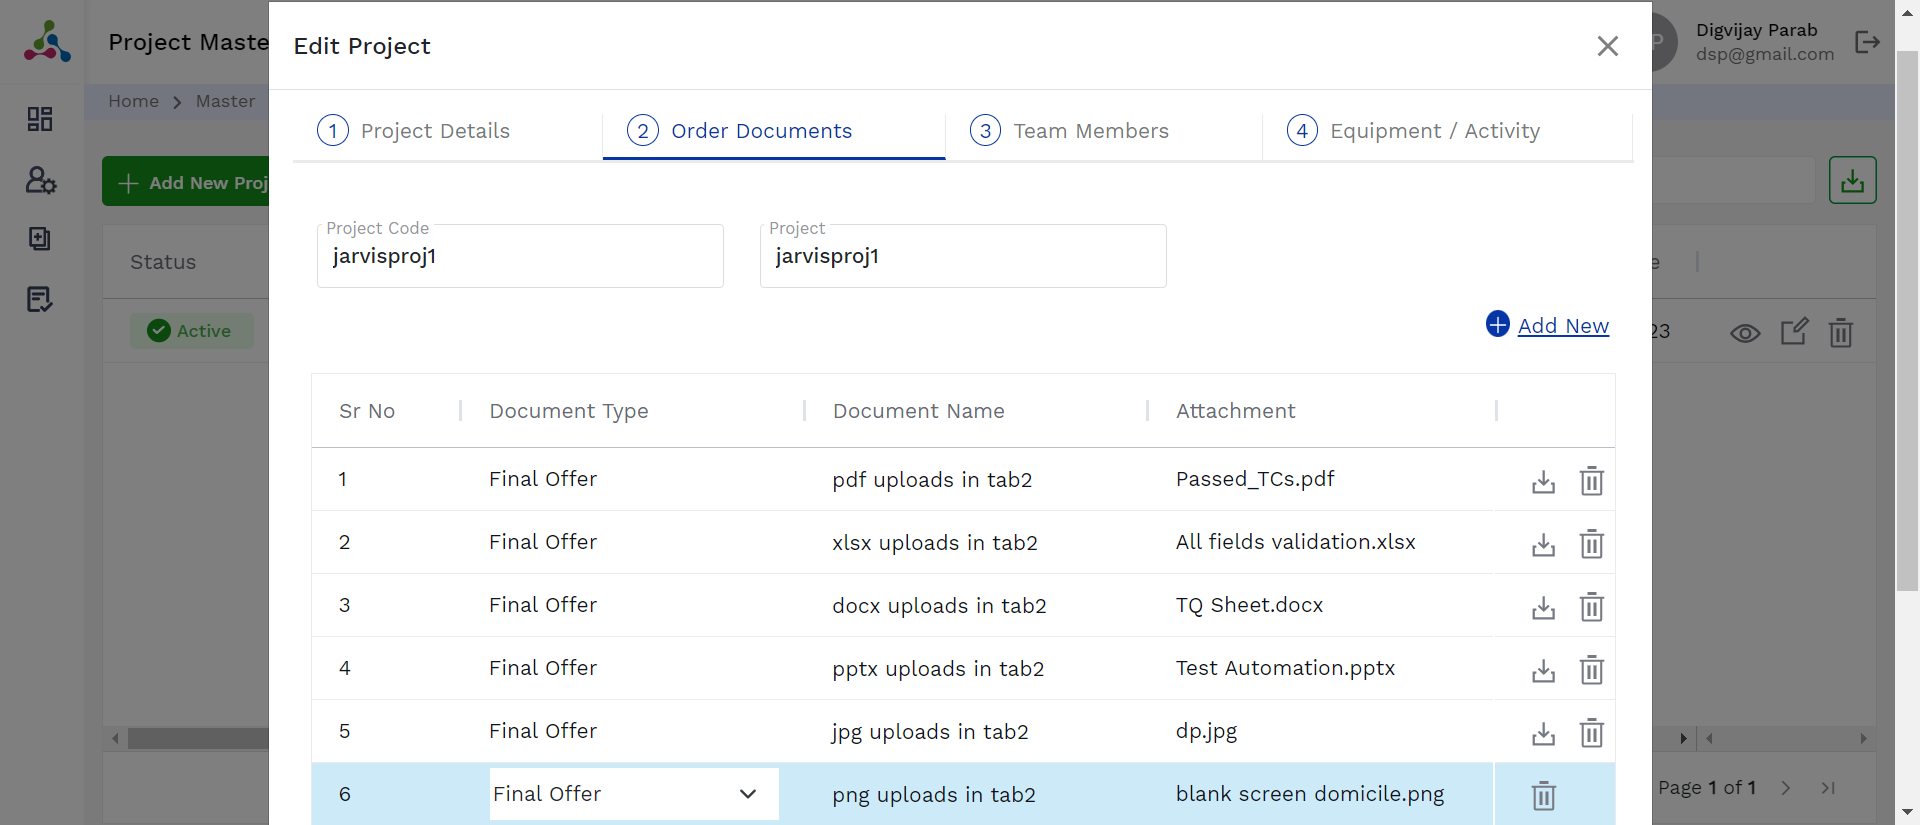 Project Maste
Edit Project
P
Digvijay Parab
dsp@gmail.com
Home
Master
1 Project Details
2 Order Documents
3 Team Members
4 Equipment / Activity
Add New Proj
Project Code
jarvisproj1
Project
jarvisproj1
Status
e
Add New
Active
23
Sr No Document Type Document Name Attachment
1 Final Offer pdf uploads in tab2 Passed_TCs.pdf
2 Final Offer xlsx uploads in tab2 All fields validation.xlsx
3 Final Offer docx uploads in tab2 TQ Sheet.docx
4 Final Offer pptx uploads in tab2 Test Automation.pptx
5 Final Offer jpg uploads in tab2 dp.jpg
6 Final Offer png uploads in tab2 blank screen domicile.png
Page 1 of 1